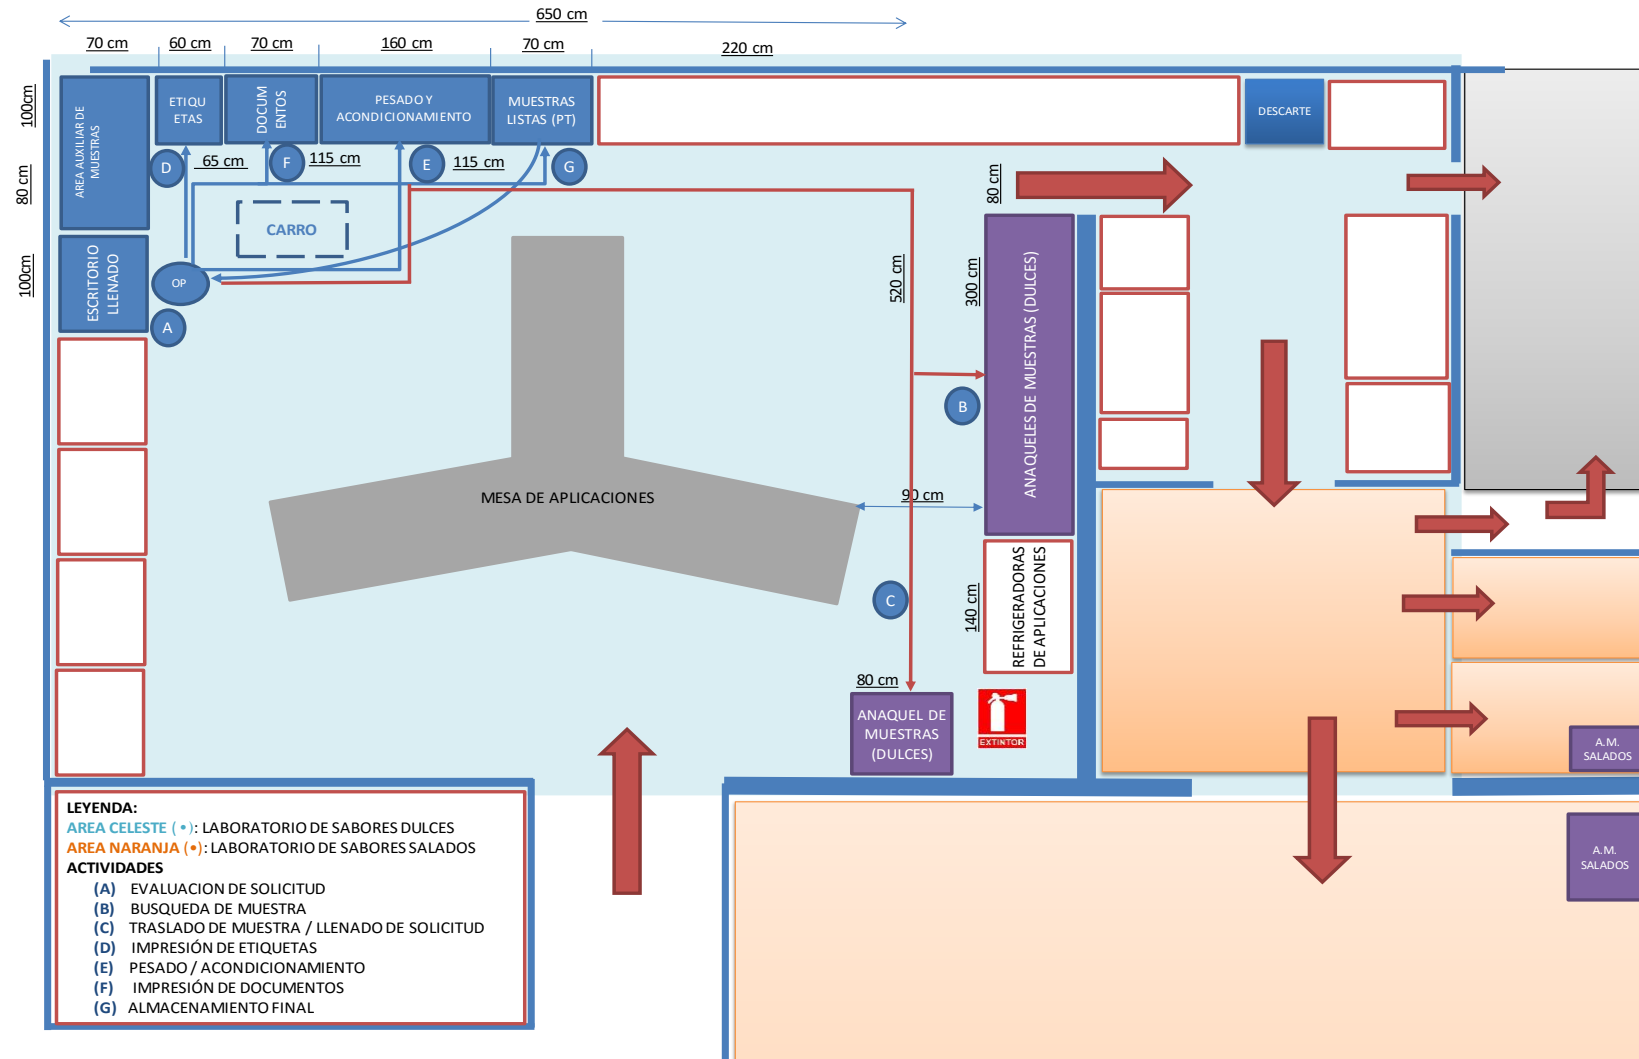 650 cm
70 cm
60 cm
70 cm
160 cm
70 cm
220 cm
100cm
80 cm
100cm
AREA AUXILIAR DE
MUESTRAS
ETIQU
ETAS
DOCUM
ENTOS
PESADO Y
ACONDICIONAMIENTO
MUESTRAS
LISTAS (PT)
DESCARTE
D
65 cm
F
115 cm
E
115 cm
G
80 cm
CARRO
ESCRITORIO
LLENADO
OP
A
520 cm
300 cm
ANAQUELES DE MUESTRAS (DULCES)
B
MESA DE APLICACIONES
90 cm
C
140 cm
REFRIGERADORAS
DE APLICACIONES
80 cm
ANAQUEL DE
MUESTRAS
(DULCES)
EXTINTOR
A.M.
SALADOS
A.M.
SALADOS
LEYENDA:
AREA CELESTE (•): LABORATORIO DE SABORES DULCES
AREA NARANJA (•): LABORATORIO DE SABORES SALADOS
ACTIVIDADES
(A) EVALUACION DE SOLICITUD
(B) BUSQUEDA DE MUESTRA
(C) TRASLADO DE MUESTRA / LLENADO DE SOLICITUD
(D) IMPRESIÓN DE ETIQUETAS
(E) PESADO / ACONDICIONAMIENTO
(F) IMPRESIÓN DE DOCUMENTOS
(G) ALMACENAMIENTO FINAL